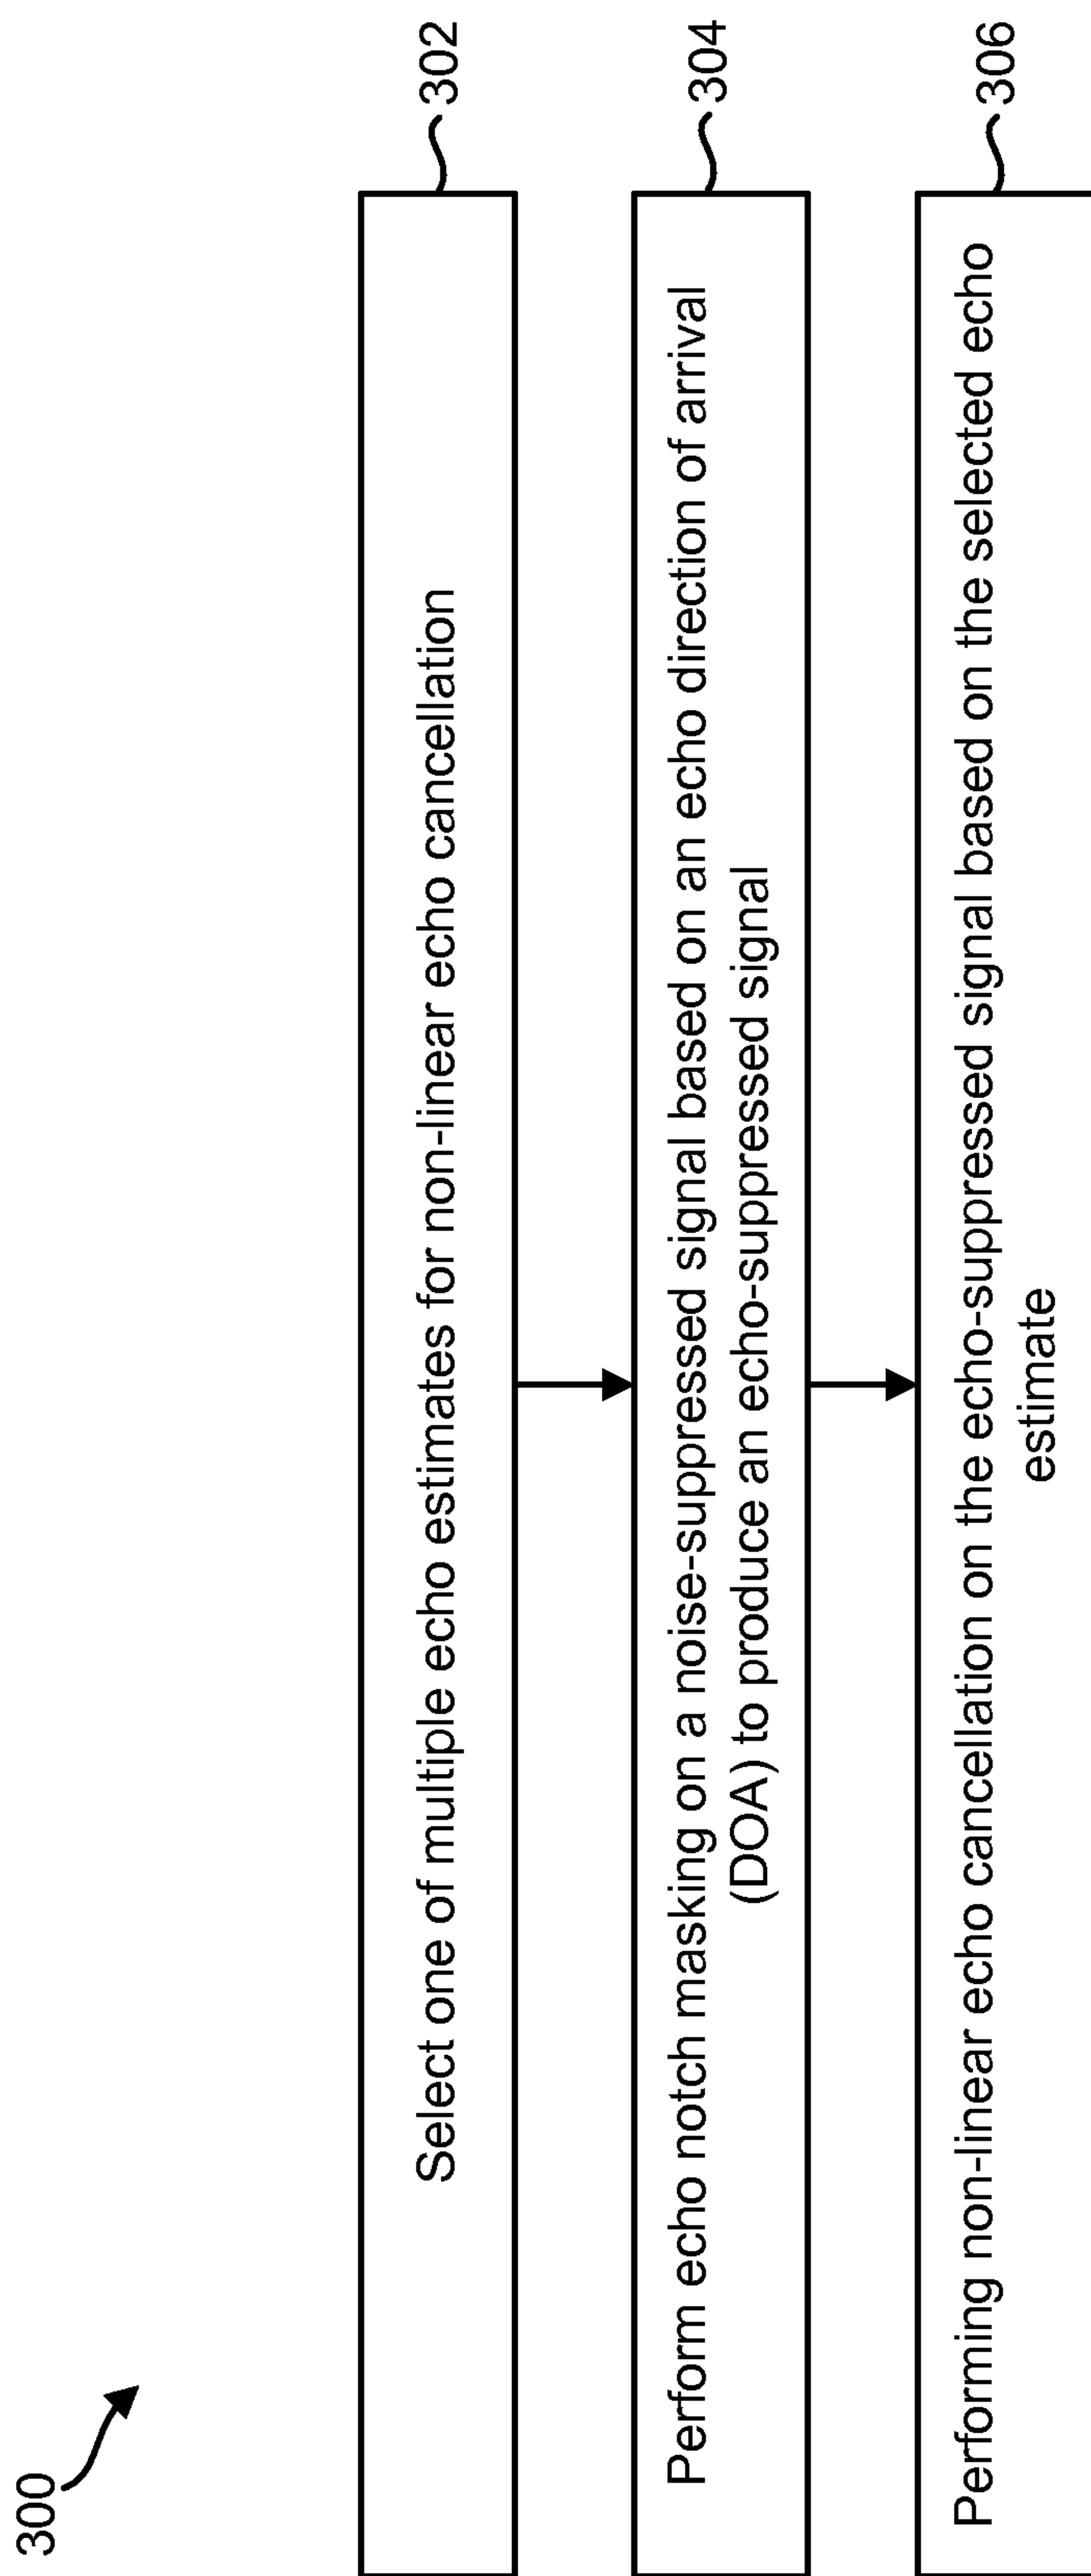 300
Select one of multiple echo estimates for non-linear echo cancellation
302
Perform echo notch masking on a noise-suppressed signal based on an echo direction of arrival
(DOA) to produce an echo-suppressed signal
304
Performing non-linear echo cancellation on the echo-suppressed signal based on the selected echo
estimate
306